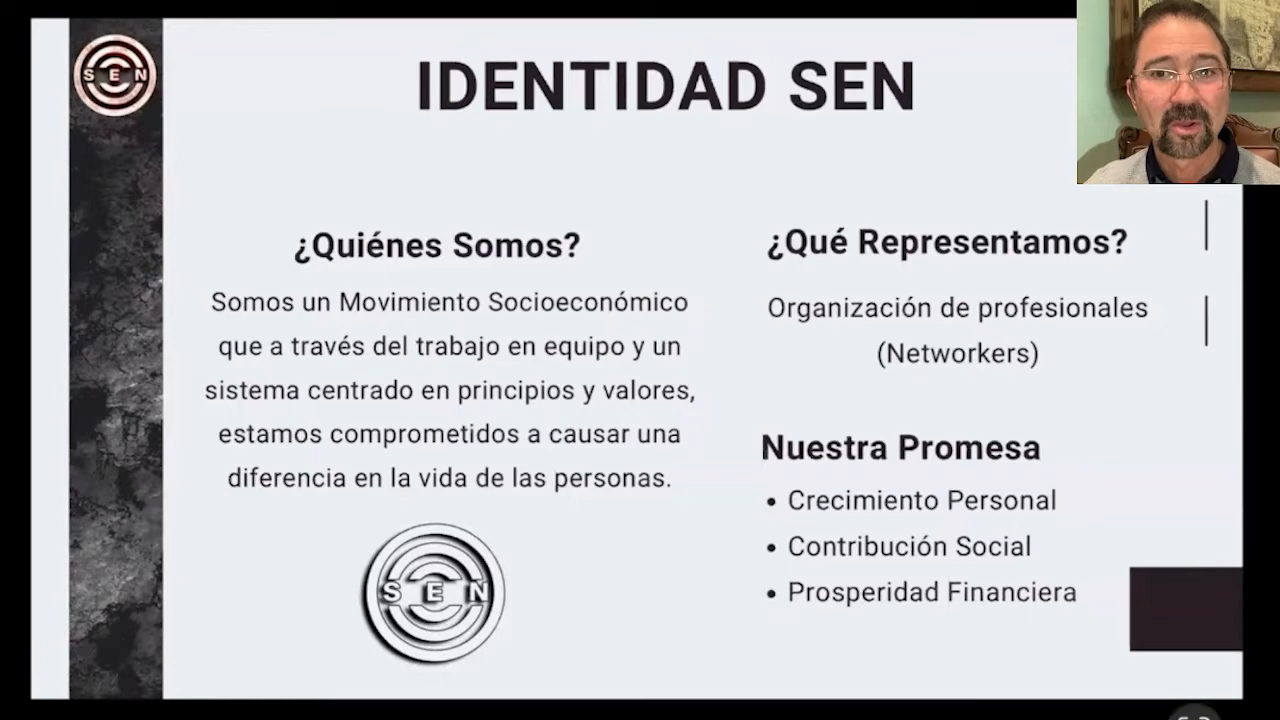 SEN
IDENTIDAD SEN
¿Quiénes Somos?
Somos un Movimiento Socioeconómico
que a través del trabajo en equipo y un
sistema centrado en principios y valores,
estamos comprometidos a causar una
diferencia en la vida de las personas.
SEN
¿Qué Representamos?
Organización de profesionales
(Networkers)
Nuestra Promesa
• Crecimiento Personal
• Contribución Social
• Prosperidad Financiera